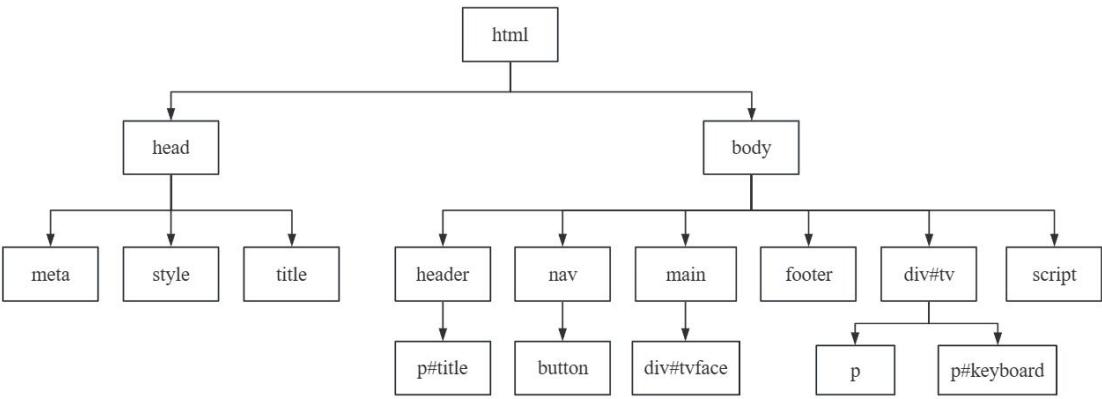 html
head
body
meta
style
title
header
nav
main
footer
div#tv
script
p#title
button
div#tvface
p
p#keyboard